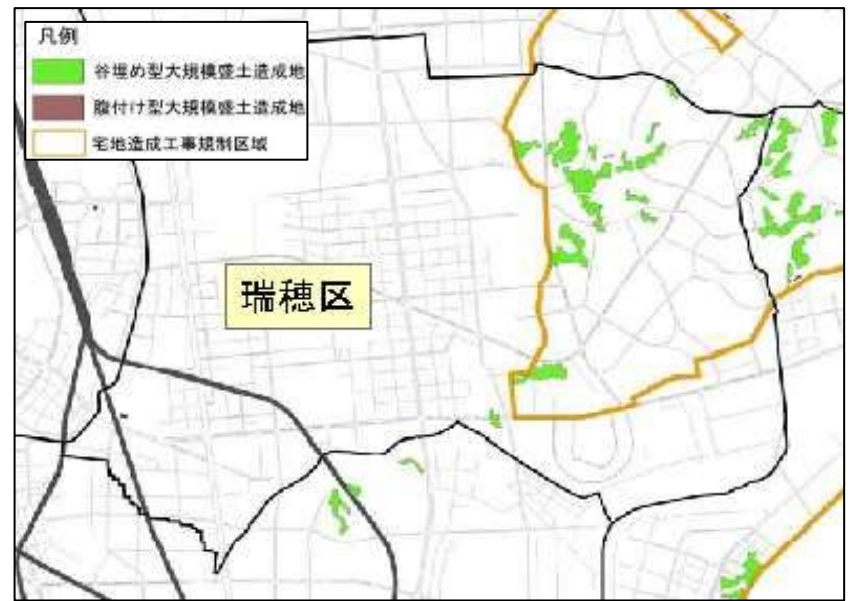 凡例
谷埋め型大規模盛土造成地
腹付け型大規模盛土造成地
宅地造成工事規制区域
瑞穂区